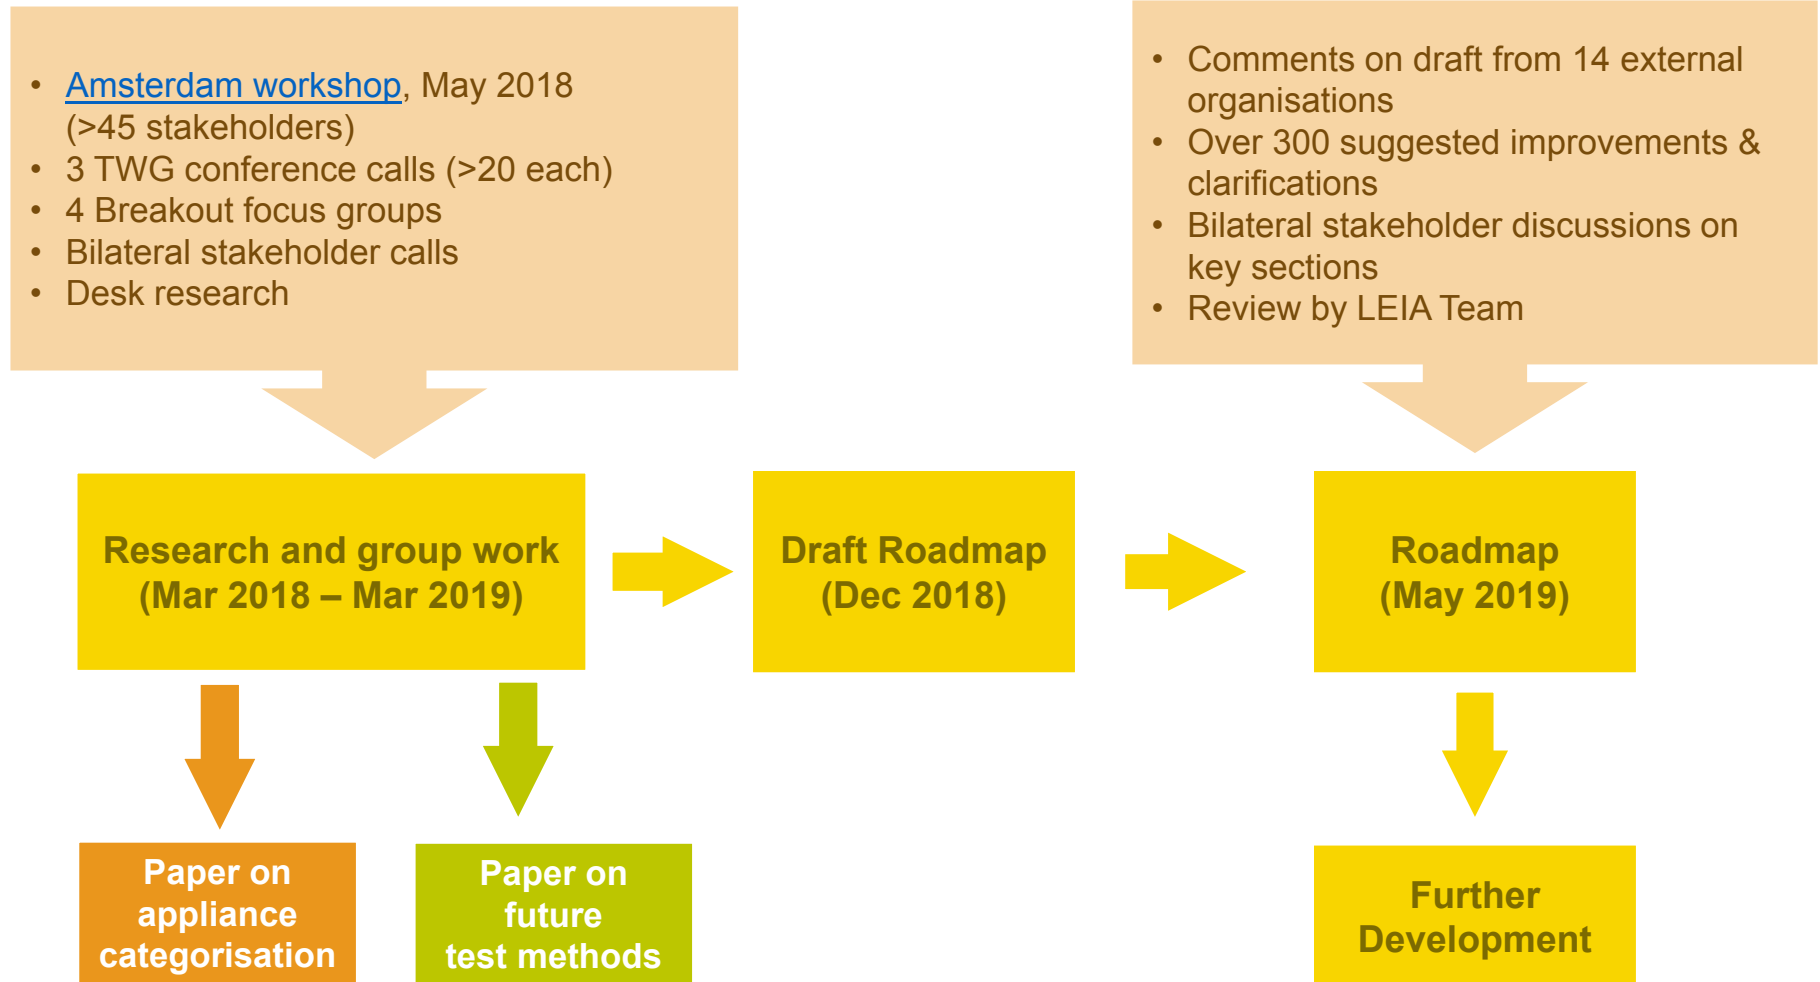 • Amsterdam workshop, May 2018
(>45 stakeholders)
• 3 TWG conference calls (>20 each)
• 4 Breakout focus groups
• Bilateral stakeholder calls
• Desk research
• Comments on draft from 14 external
organisations
• Over 300 suggested improvements &
clarifications
• Bilateral stakeholder discussions on
key sections
• Review by LEIA Team
Research and group work
(Mar 2018 – Mar 2019)
Draft Roadmap
(Dec 2018)
Roadmap
(May 2019)
Paper on
appliance
categorisation
Paper on
future
test methods
Further
Development